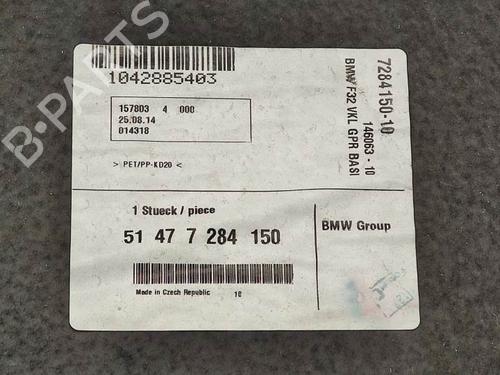 1042885403
157803 4 000
25.08.14
014318
> PET/PP-KD20 <
7284150-10
146063 - 10
BMW F32 VKL GPR BASI
1 Stueck / piece
51 47 7 284 150
BMW Group
Made in Czech Republic 10
B-PARTS